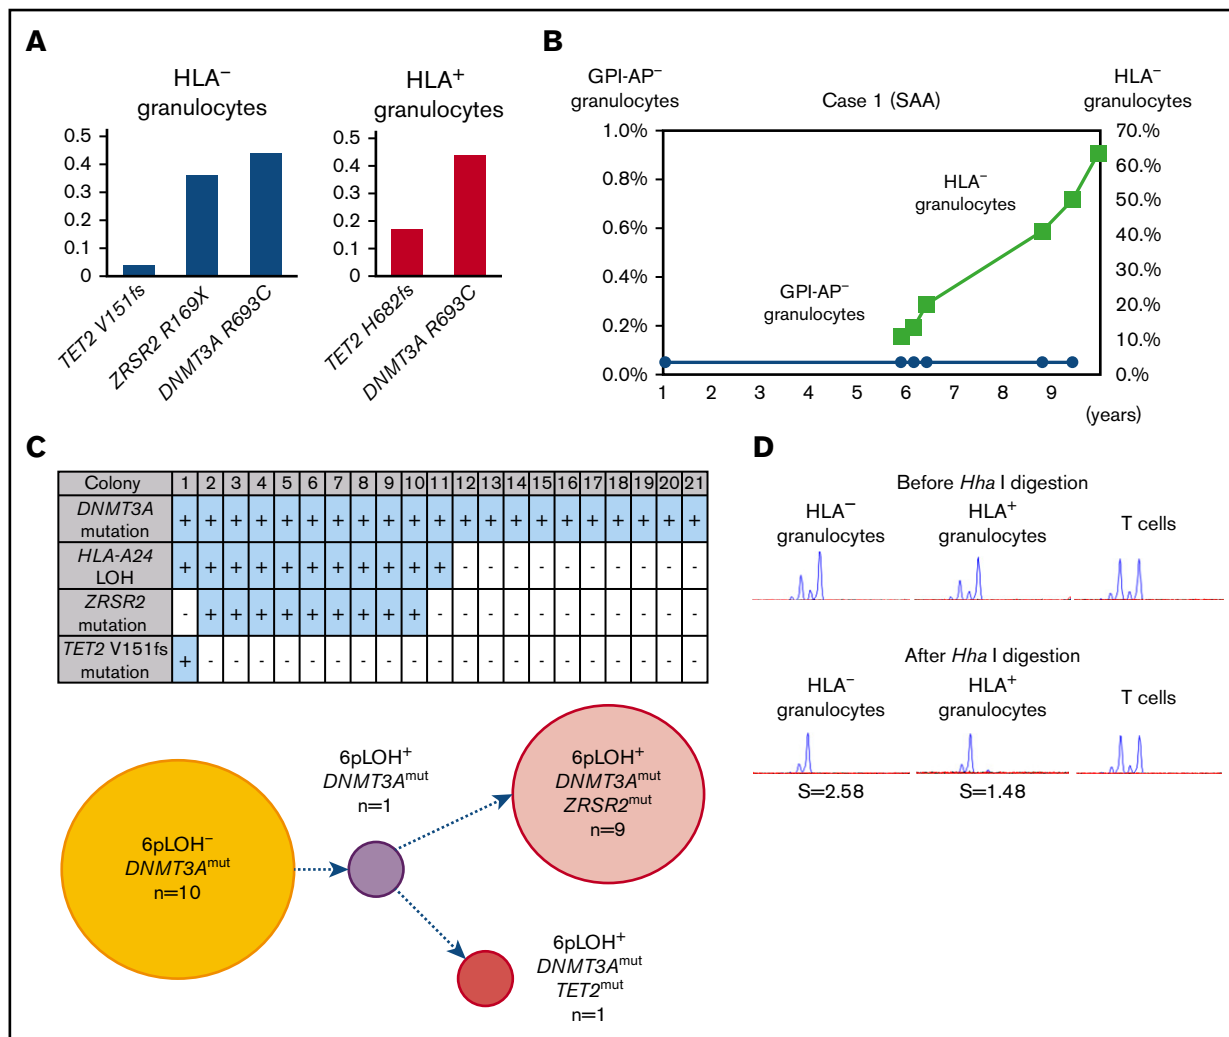 A
HLA−
granulocytes
0.5
0.4
0.3
0.2
0.1
0
TET2 V151fs
ZRSR2 R169X
DNMT3A R693C
HLA+
granulocytes
0.5
0.4
0.3
0.2
0.1
0
TET2 H682fs
DNMT3A R693C
B
GPI-AP−
granulocytes
Case 1 (SAA)
HLA−
granulocytes
1.0%
0.8%
0.6%
0.4%
0.2%
0.0%
70.%
60.%
50.%
40.%
30.%
20.%
10.%
0.%
HLA−
granulocytes
GPI-AP−
granulocytes
1 2 3 4 5 6 7 8 9
(years)
C
Colony 1 2 3 4 5 6 7 8 9 10 11 12 13 14 15 16 17 18 19 20 21
DNMT3A
mutation + + + + + + + + + + + + + + + + + + + + +
HLA-A24
LOH + + + + + + + + + + + - - - - - - - - - -
ZRSR2
mutation - + + + + + + + + + - - - - - - - - - - -
TET2 V151fs
mutation + - - - - - - - - - - - - - - - - - - - -
6pLOH−
DNMT3Amut
n=10
6pLOH+
DNMT3Amut
n=1
6pLOH+
DNMT3Amut
ZRSR2mut
n=9
6pLOH+
DNMT3Amut
TET2mut
n=1
D
Before Hha I digestion
HLA−
granulocytes
HLA+
granulocytes
T cells
After Hha I digestion
HLA−
granulocytes
HLA+
granulocytes
T cells
S=2.58
S=1.48